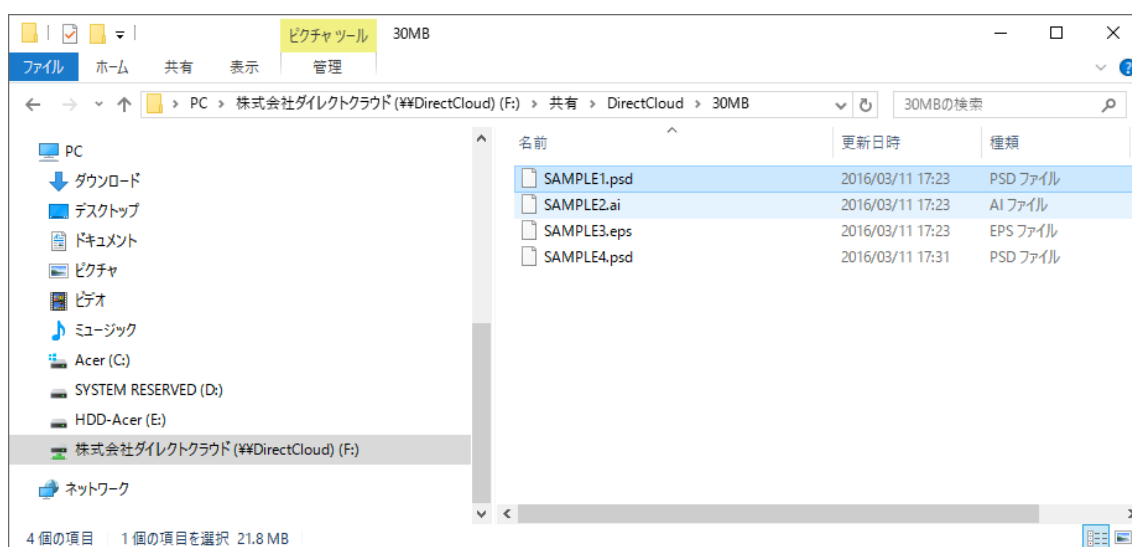 ピクチャ ツール 30MB
ファイル ホーム 共有 表示 管理
PC › 株式会社ダイレクトクラウド (¥¥DirectCloud) (F:) › 共有 › DirectCloud › 30MB 30MBの検索
名前 更新日時 種類
PC
ダウンロード
デスクトップ
ドキュメント
ピクチャ
ビデオ
ミュージック
Acer (C:)
SYSTEM RESERVED (D:)
HDD-Acer (E:)
株式会社ダイレクトクラウド (¥¥DirectCloud) (F:)
ネットワーク
SAMPLE1.psd 2016/03/11 17:23 PSD ファイル
SAMPLE2.ai 2016/03/11 17:23 AI ファイル
SAMPLE3.eps 2016/03/11 17:23 EPS ファイル
SAMPLE4.psd 2016/03/11 17:31 PSD ファイル
4 個の項目 1 個の項目を選択 21.8 MB